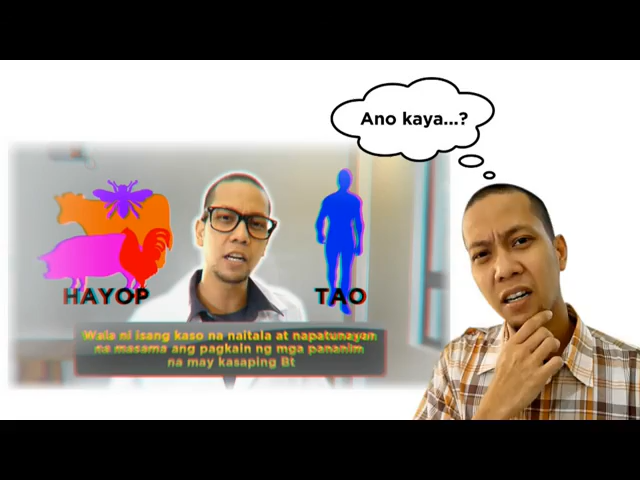 Ano kaya...?
HAYOP
TAO
Wala ni isang kaso na naitala at napatunayan
na masama ang pagkain ng mga pananim
na may kasaping Bt